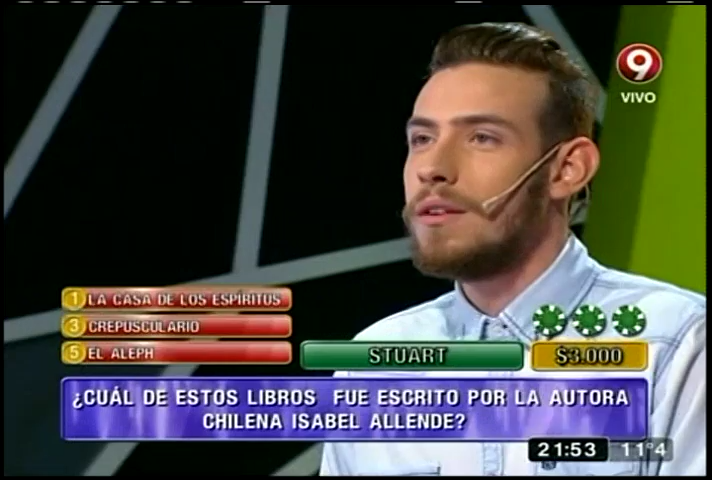 9
VIVO
1 LA CASA DE LOS ESPÍRITUS
3 CREPUSCULARIO
5 EL ALEPH
STUART
$3.000
¿CUÁL DE ESTOS LIBROS FUE ESCRITO POR LA AUTORA
CHILENA ISABEL ALLENDE?
21:53 11°4